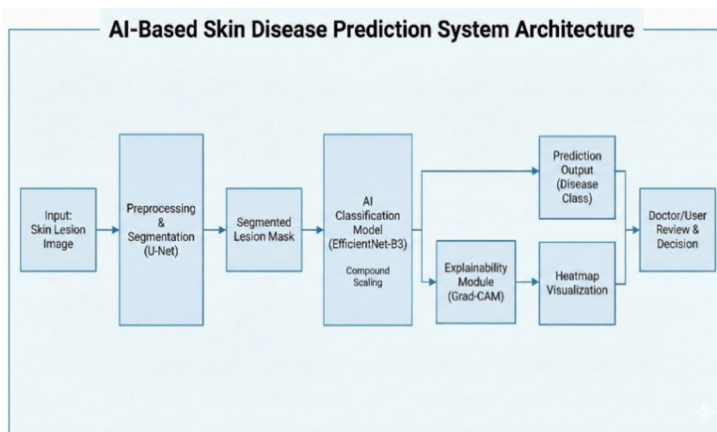 AI-Based Skin Disease Prediction System Architecture
Input:
Skin Lesion
Image
Preprocessing
&
Segmentation
(U-Net)
Segmented
Lesion Mask
AI
Classification
Model
(EfficientNet-B3)
Compound
Scaling
Prediction
Output
(Disease
Class)
Explainability
Module
(Grad-CAM)
Heatmap
Visualization
Doctor/User
Review &
Decision